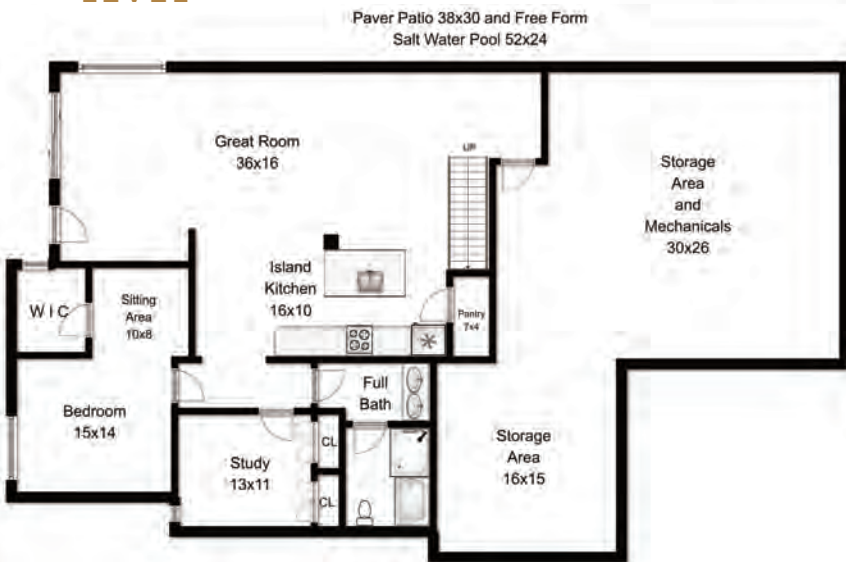 Paver Patio 38x30 and Free Form
Salt Water Pool 52x24
Great Room
36x16
UP
Storage
Area
and
Mechanicals
30x26
Island
Kitchen
16x10
Pantry
7x4
W I C
Sitting
Area
10x8
Bedroom
15x14
Full
Bath
CL
Study
13x11
CL
Storage
Area
16x15